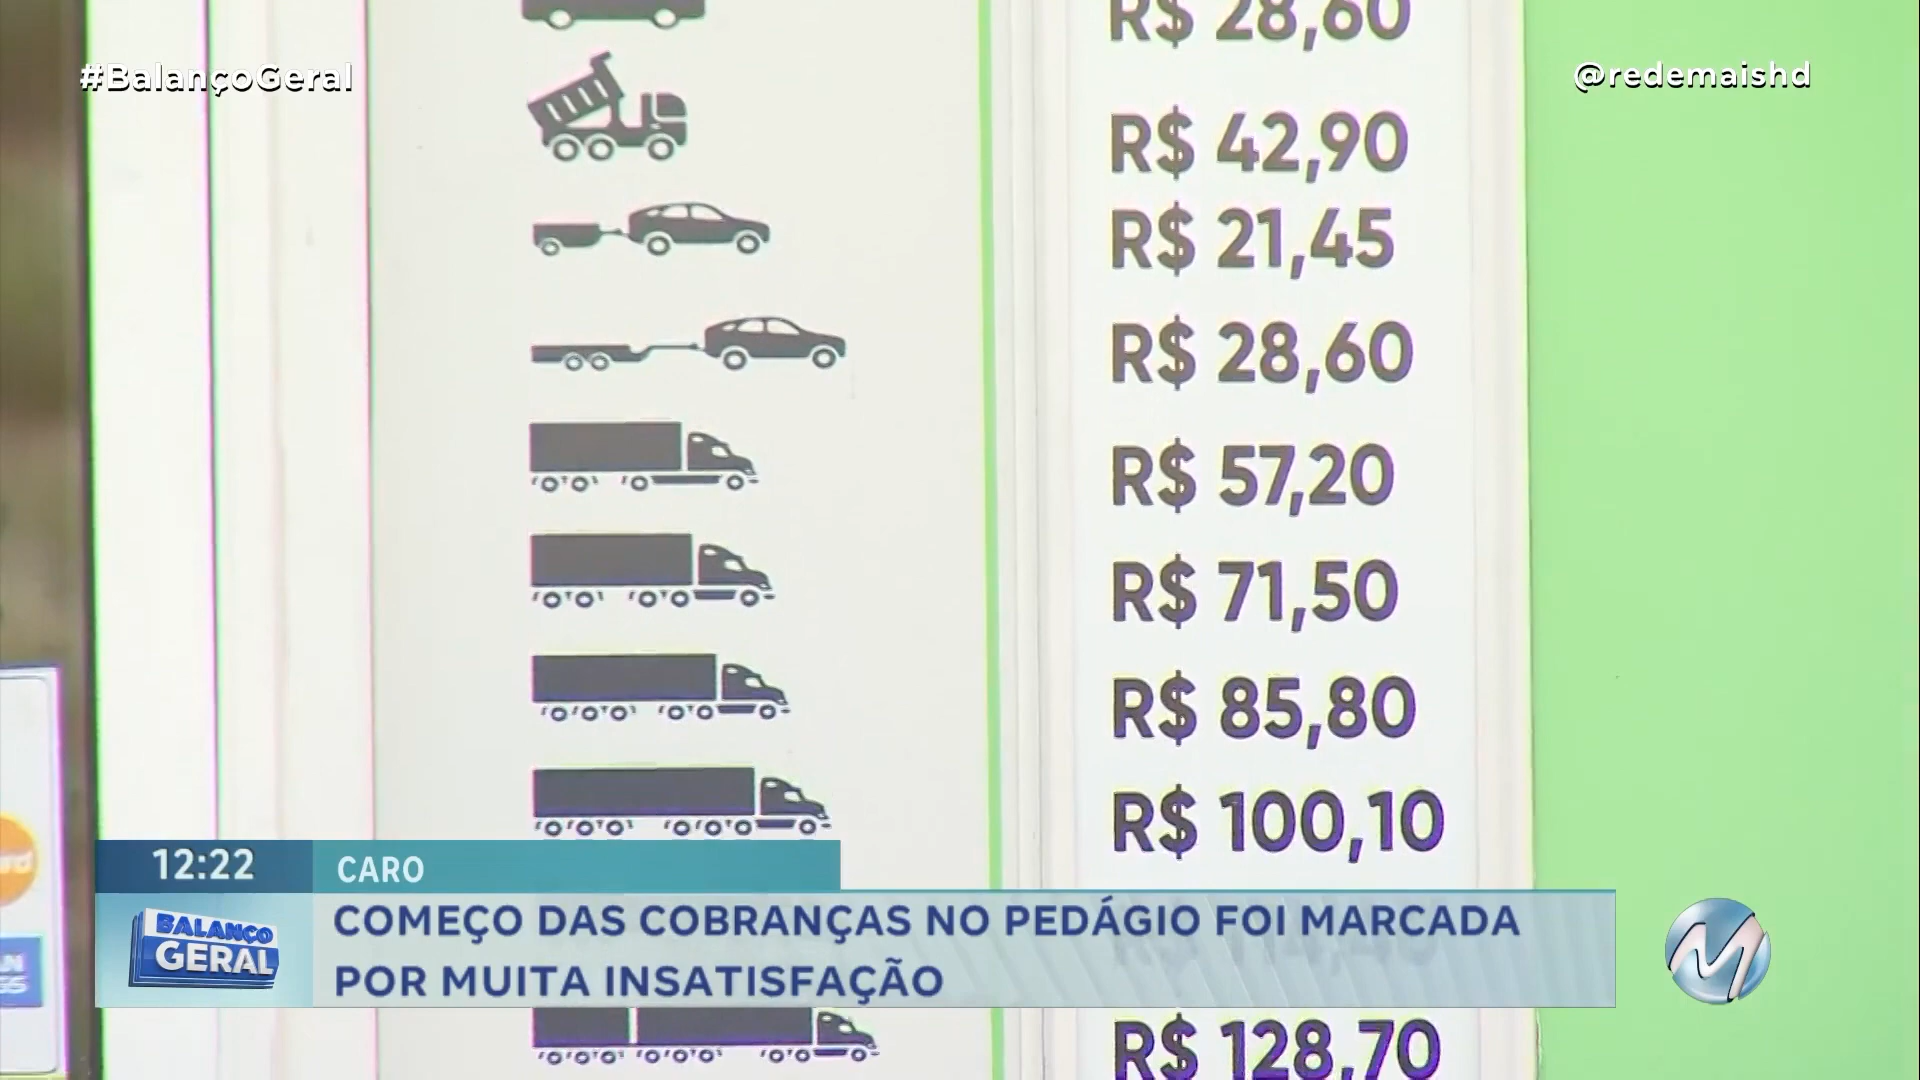 R$ 28,60
#BalançoGeral
@redemaishd
R$ 42,90
R$ 21,45
R$ 28,60
R$ 57,20
R$ 71,50
R$ 85,80
R$ 100,10
12:22
CARO
BALANÇO
GERAL
COMEÇO DAS COBRANÇAS NO PEDÁGIO FOI MARCADA
POR MUITA INSATISFAÇÃO
R$ 128,70